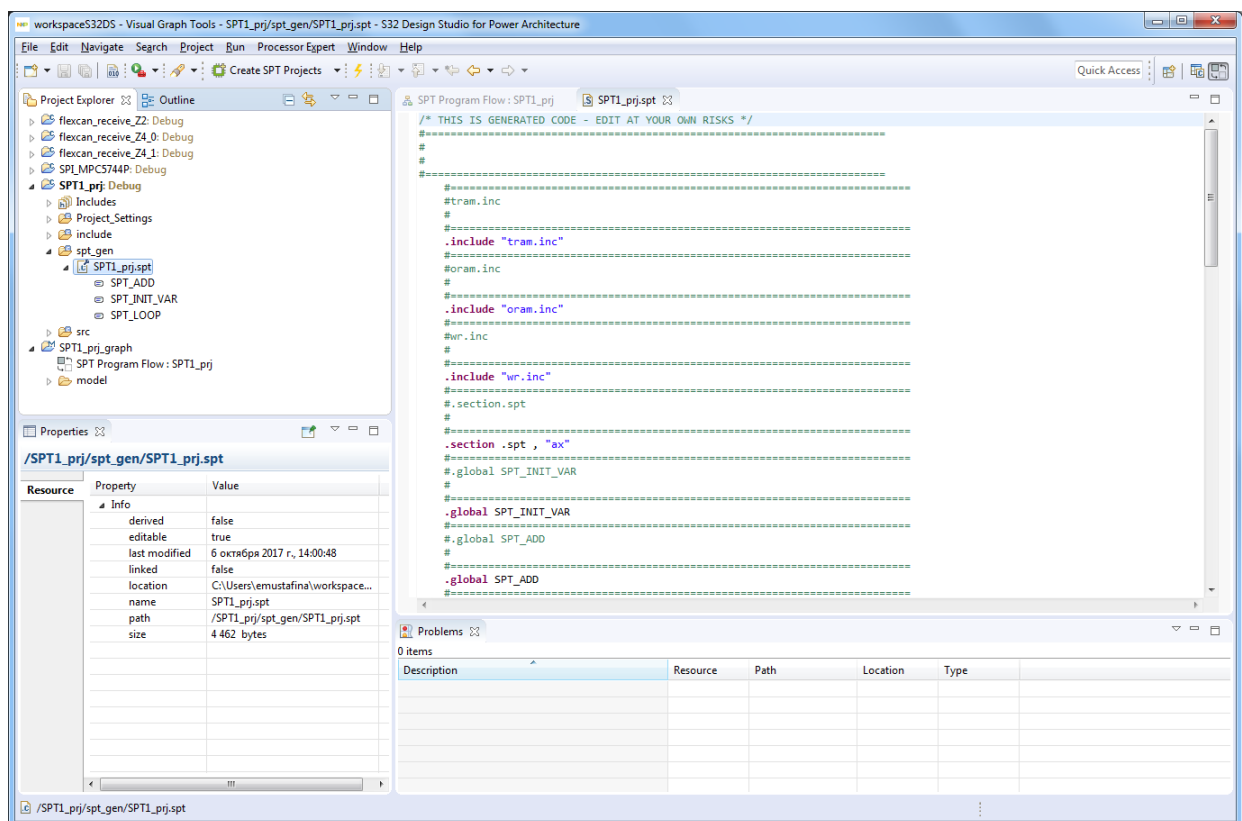 workspaceS32DS - Visual Graph Tools - SPT1_prj/spt_gen/SPT1_prj.spt - S32 Design Studio for Power Architecture
File Edit Navigate Search Project Run Processor Expert Window Help
Create SPT Projects
Quick Access
Project Explorer
Outline
flexcan_receive_Z2: Debug
flexcan_receive_Z4_0: Debug
flexcan_receive_Z4_1: Debug
SPI_MPC5744P: Debug
SPT1_prj: Debug
Includes
Project_Settings
include
spt_gen
SPT1_prj.spt
SPT_ADD
SPT_INIT_VAR
SPT_LOOP
src
SPT1_prj_graph
SPT Program Flow : SPT1_prj
model
Properties
/SPT1_prj/spt_gen/SPT1_prj.spt
Resource
Property Value
Info
derived false
editable true
last modified 6 октября 2017 г., 14:00:48
linked false
location C:\Users\emustafina\workspace...
name SPT1_prj.spt
path /SPT1_prj/spt_gen/SPT1_prj.spt
size 4 462 bytes
SPT Program Flow : SPT1_prj
SPT1_prj.spt
/* THIS IS GENERATED CODE - EDIT AT YOUR OWN RISKS */
#=========================================================================
#
#
#=========================================================================
#=========================================================================
#tram.inc
#
#=========================================================================
.include "tram.inc"
#=========================================================================
#oram.inc
#
#=========================================================================
.include "oram.inc"
#=========================================================================
#wr.inc
#
#=========================================================================
.include "wr.inc"
#=========================================================================
#.section.spt
#
#=========================================================================
.section .spt , "ax"
#=========================================================================
#.global SPT_INIT_VAR
#
#=========================================================================
.global SPT_INIT_VAR
#=========================================================================
#.global SPT_ADD
#
#=========================================================================
.global SPT_ADD
#=========================================================================
Problems
0 items
Description Resource Path Location Type
/SPT1_prj/spt_gen/SPT1_prj.spt